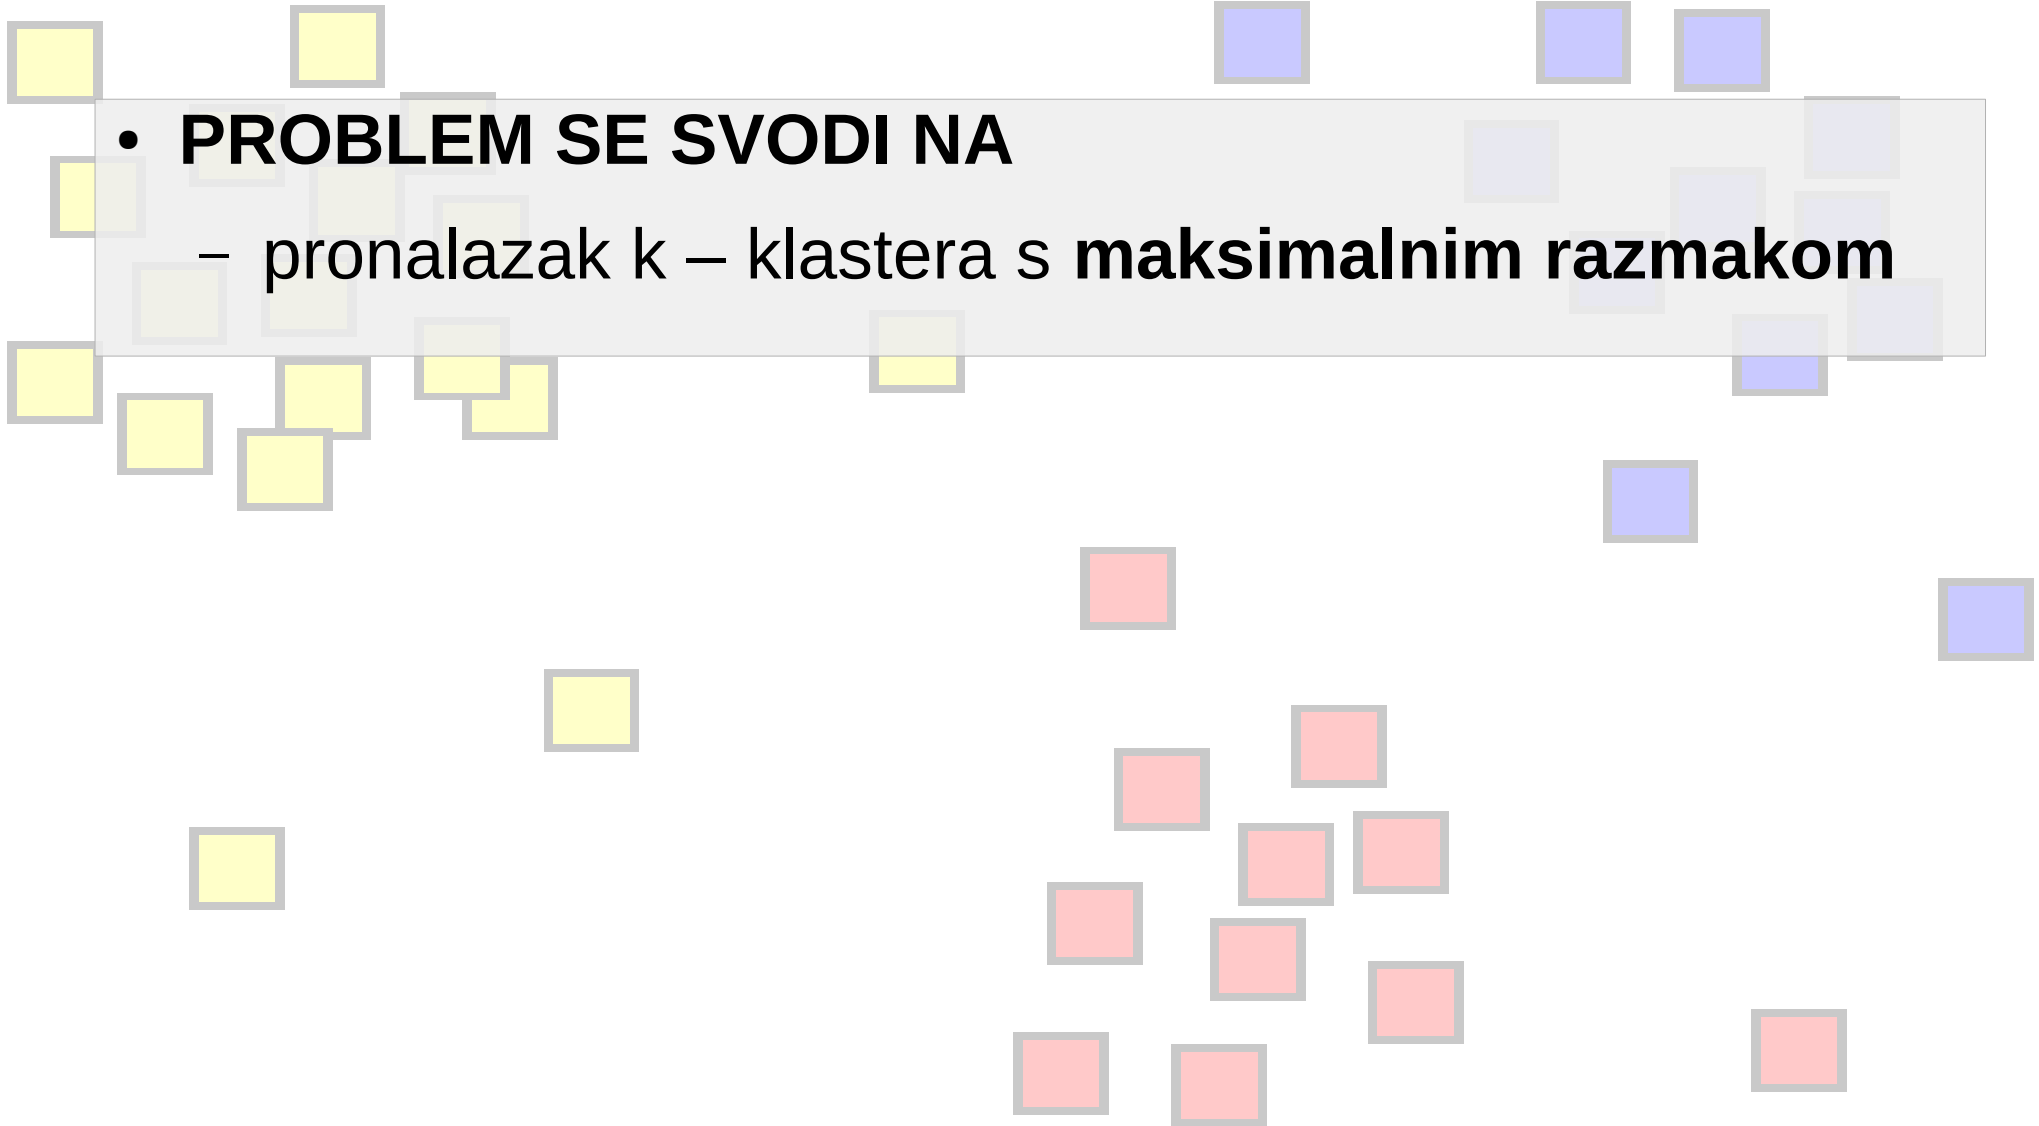 • PROBLEM SE SVODI NA
– pronalazak k – klastera s maksimalnim razmakom